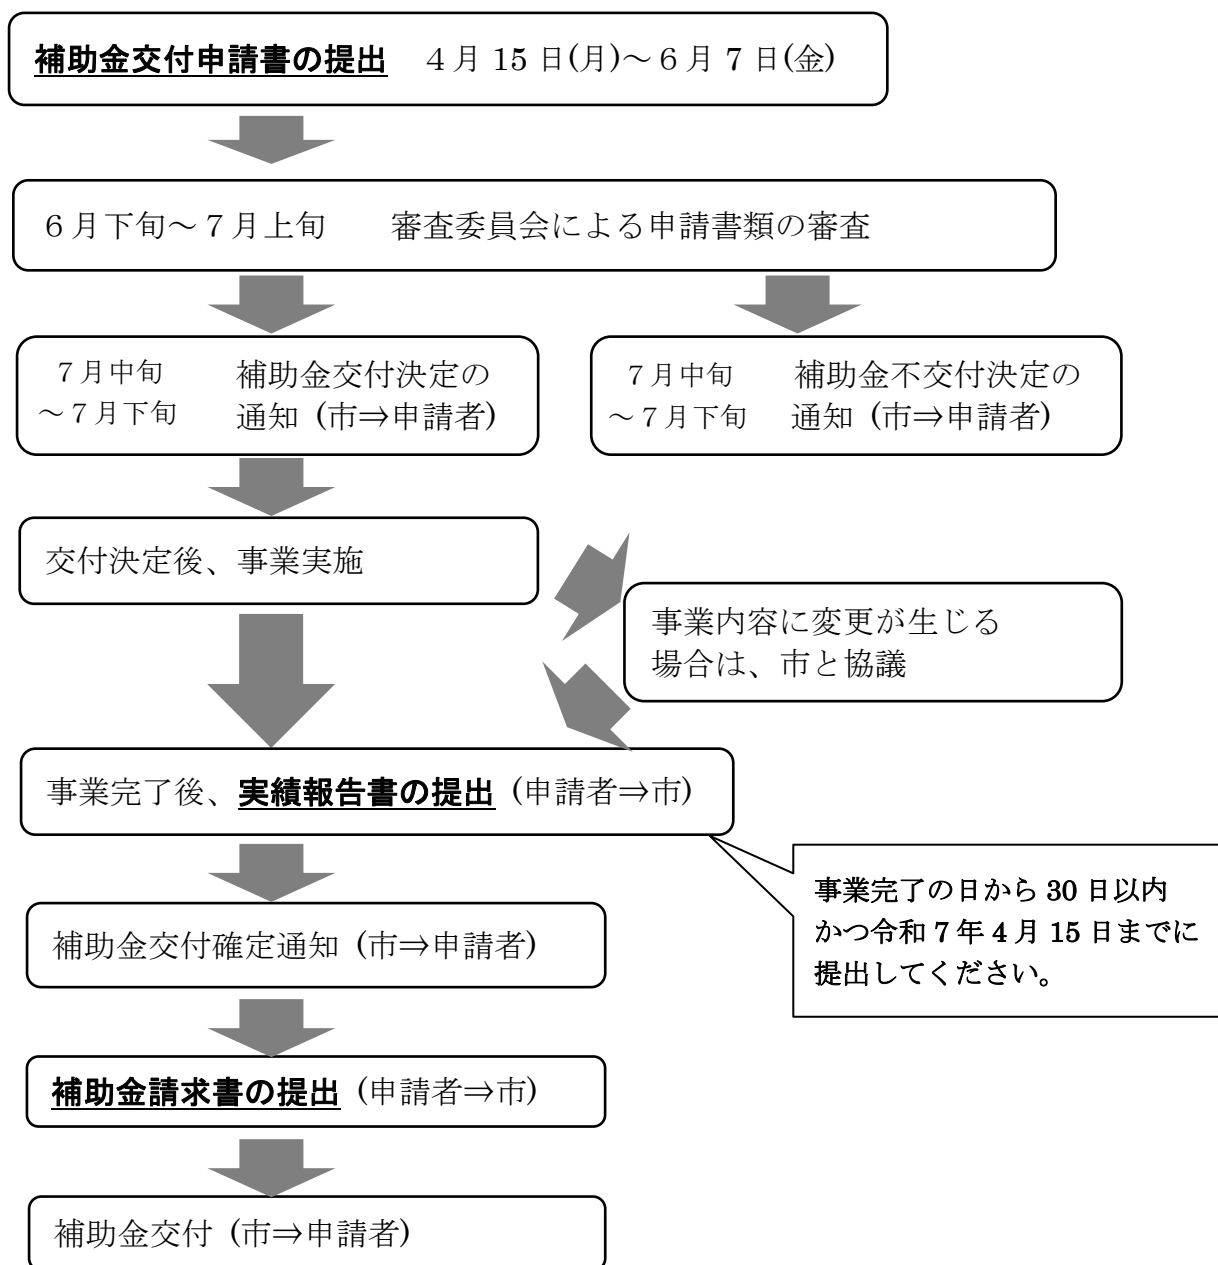 補助金交付申請書の提出　４月 15 日(月)～６月 7 日(金)
６月下旬～７月上旬　　審査委員会による申請書類の審査
７月中旬　　補助金交付決定の
～７月下旬　　通知 (市⇒申請者)
７月中旬　　補助金不交付決定の
～７月下旬　　通知 (市⇒申請者)
交付決定後、事業実施
事業内容に変更が生じる
場合は、市と協議
事業完了後、実績報告書の提出 (申請者⇒市)
事業完了の日から 30 日以内
かつ令和 7 年 4 月 15 日までに
提出してください。
補助金交付確定通知 (市⇒申請者)
補助金請求書の提出 (申請者⇒市)
補助金交付 (市⇒申請者)